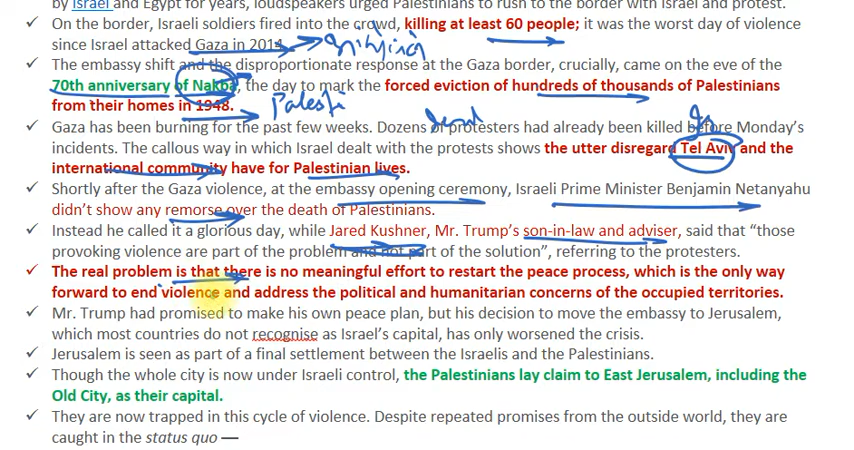 by Israel and Egypt for years, loudspeakers urged Palestinians to rush to the border with Israel and protest.
✓ On the border, Israeli soldiers fired into the crowd, killing at least 60 people; it was the worst day of violence
since Israel attacked Gaza in 2014.
✓ The embassy shift and the disproportionate response at the Gaza border, crucially, came on the eve of the
70th anniversary of Nakba, the day to mark the forced eviction of hundreds of thousands of Palestinians
from their homes in 1948.
Palesti
✓ Gaza has been burning for the past few weeks. Dozens of protesters had already been killed before Monday's
incidents. The callous way in which Israel dealt with the protests shows the utter disregard Tel Aviv and the
international community have for Palestinian lives.
✓ Shortly after the Gaza violence, at the embassy opening ceremony, Israeli Prime Minister Benjamin Netanyahu
didn't show any remorse over the death of Palestinians.
✓ Instead he called it a glorious day, while Jared Kushner, Mr. Trump's son-in-law and adviser, said that “those
provoking violence are part of the problem and not part of the solution”, referring to the protesters.
✓ The real problem is that there is no meaningful effort to restart the peace process, which is the only way
forward to end violence and address the political and humanitarian concerns of the occupied territories.
✓ Mr. Trump had promised to make his own peace plan, but his decision to move the embassy to Jerusalem,
which most countries do not recognise as Israel's capital, has only worsened the crisis.
✓ Jerusalem is seen as part of a final settlement between the Israelis and the Palestinians.
✓ Though the whole city is now under Israeli control, the Palestinians lay claim to East Jerusalem, including the
Old City, as their capital.
✓ They are now trapped in this cycle of violence. Despite repeated promises from the outside world, they are
caught in the status quo —